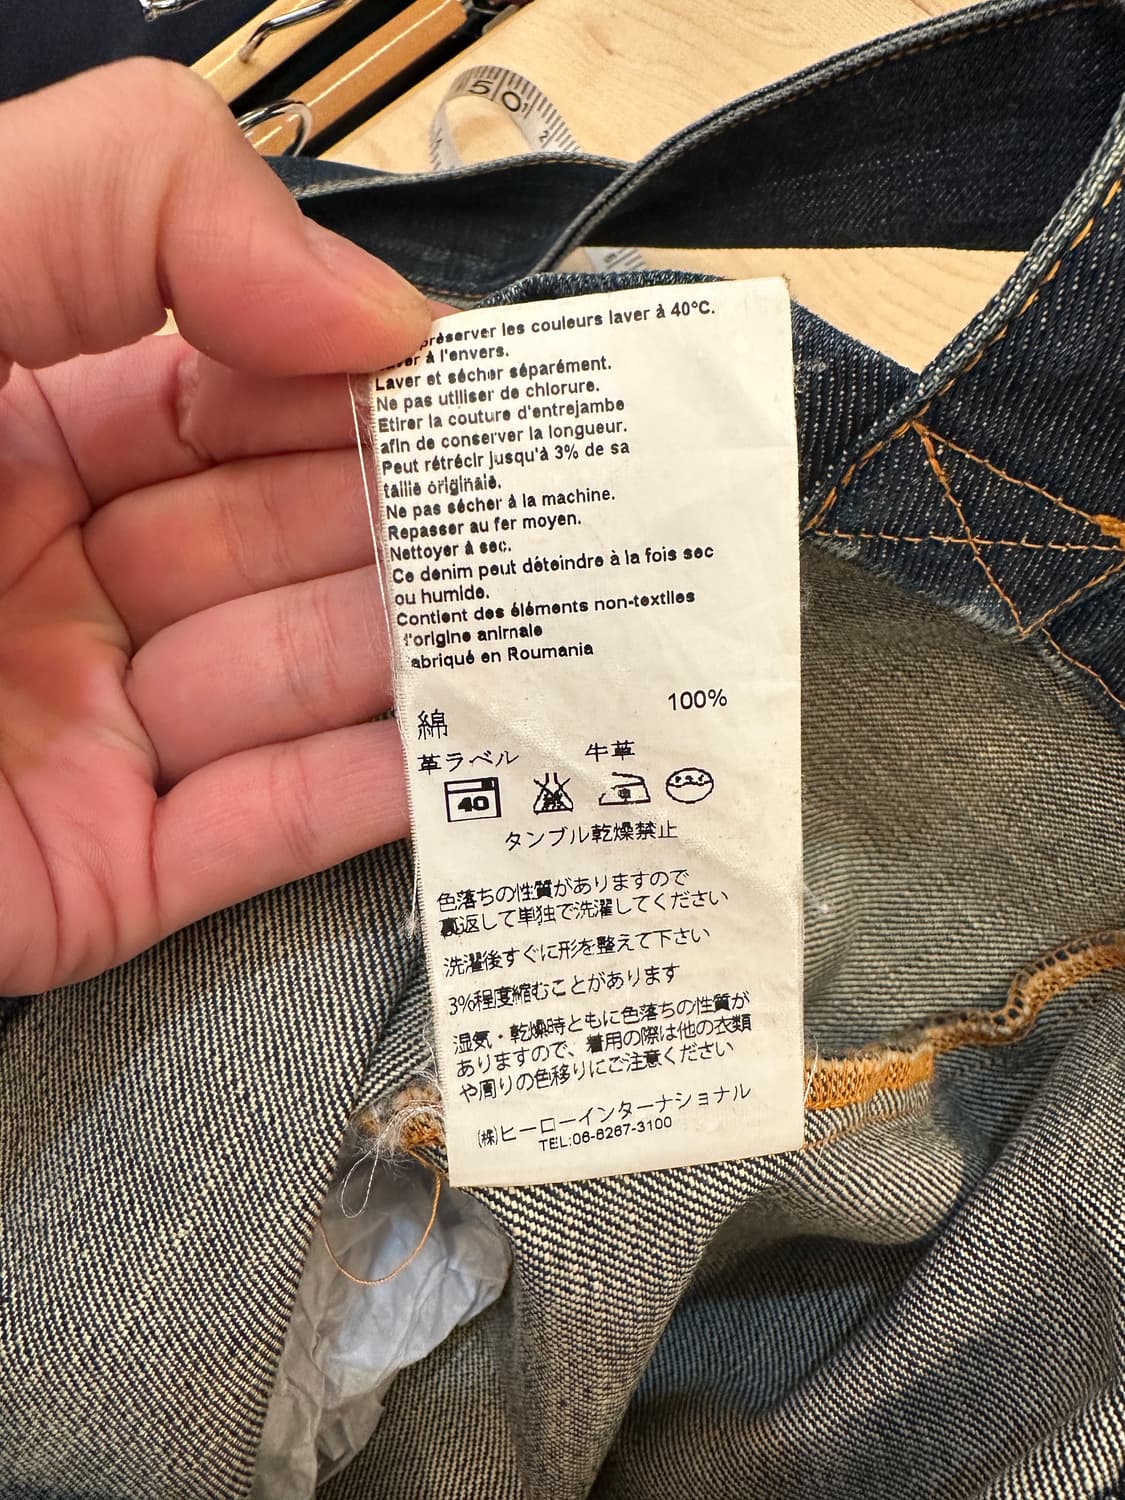 50
préserver les couleurs laver à 40°C.
à l'envers.
Laver et sécher séparément.
Ne pas utiliser de chlorure.
Etirer la couture d'entrejambe
afin de conserver la longueur.
Peut rétrécir jusqu'à 3% de sa
taille originale.
Ne pas sécher à la machine.
Repasser au fer moyen.
Nettoyer à sec.
Ce denim peut déteindre à la fois sec
ou humide.
Contient des éléments non-textiles
'origine animale
abriqué en Roumania
綿 100%
革ラベル 牛革
40 中
タンブル乾燥禁止
色落ちの性質がありますので
裏返して単独で洗濯してください
洗濯後すぐに形を整えて下さい
3%程度縮むことがあります
湿気・乾燥時ともに色落ちの性質が
ありますので、着用の際は他の衣類
や周りの色移りにご注意ください
㈱ヒーローインターナショナル
TEL:06-6267-3100